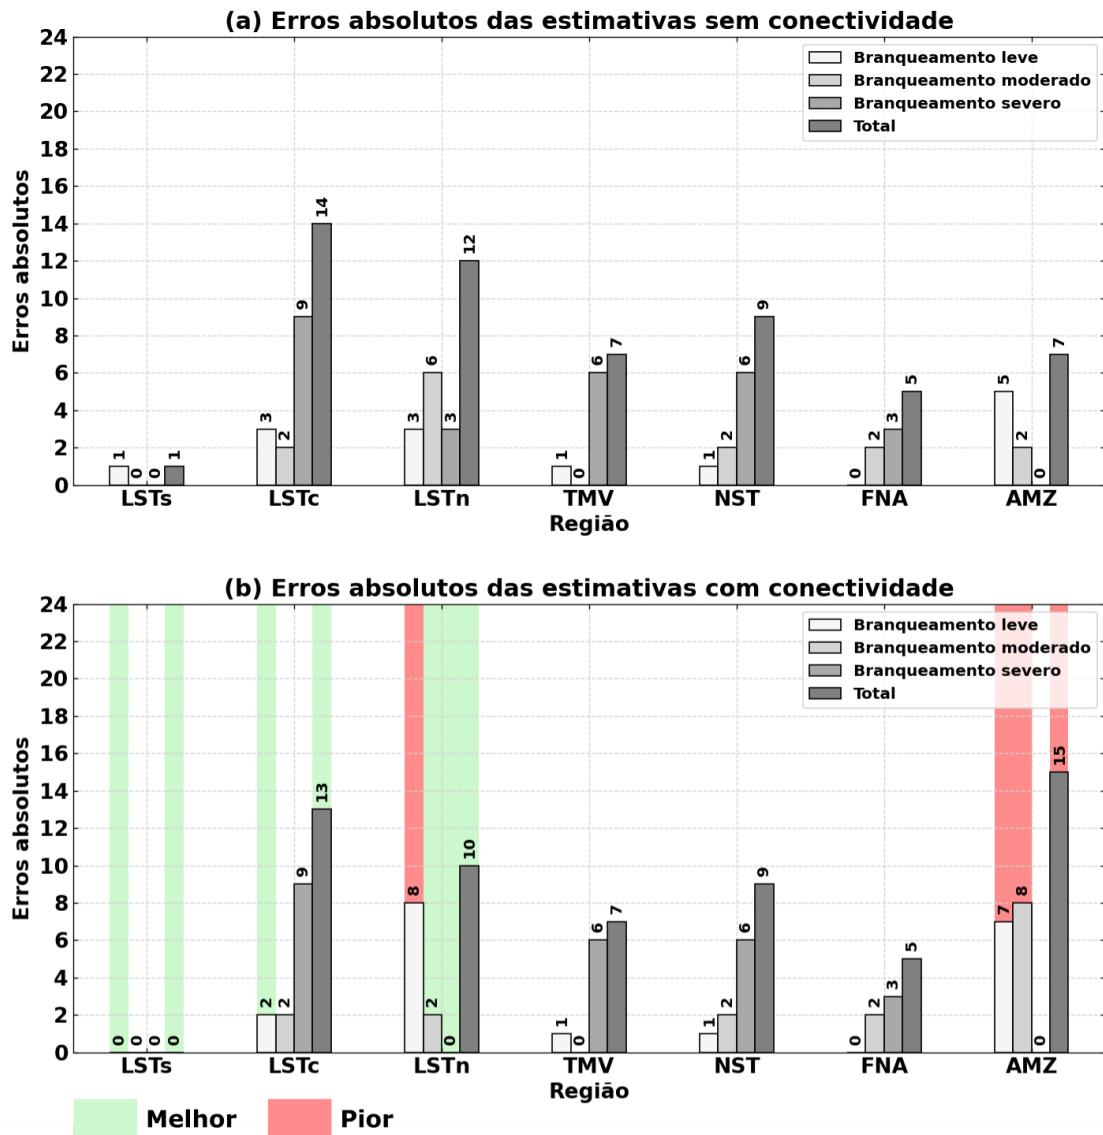 (a) Erros absolutos das estimativas sem conectividade
Erros absolutos
24
22
20
18
16
14
12
10
8
6
4
2
0
Branqueamento leve
Branqueamento moderado
Branqueamento severo
Total
1 0 0 1
3 2 9 14
3 6 3 12
1 0 6 7
1 2 6 9
0 2 3 5
5 2 0 7
LSTs LSTc LSTn TMV NST FNA AMZ
Região
(b) Erros absolutos das estimativas com conectividade
Erros absolutos
24
22
20
18
16
14
12
10
8
6
4
2
0
Branqueamento leve
Branqueamento moderado
Branqueamento severo
Total
0 0 0 0
2 2 9 13
8 2 0 10
1 0 6 7
1 2 6 9
0 2 3 5
7 8 0 15
LSTs LSTc LSTn TMV NST FNA AMZ
Região
Melhor Pior